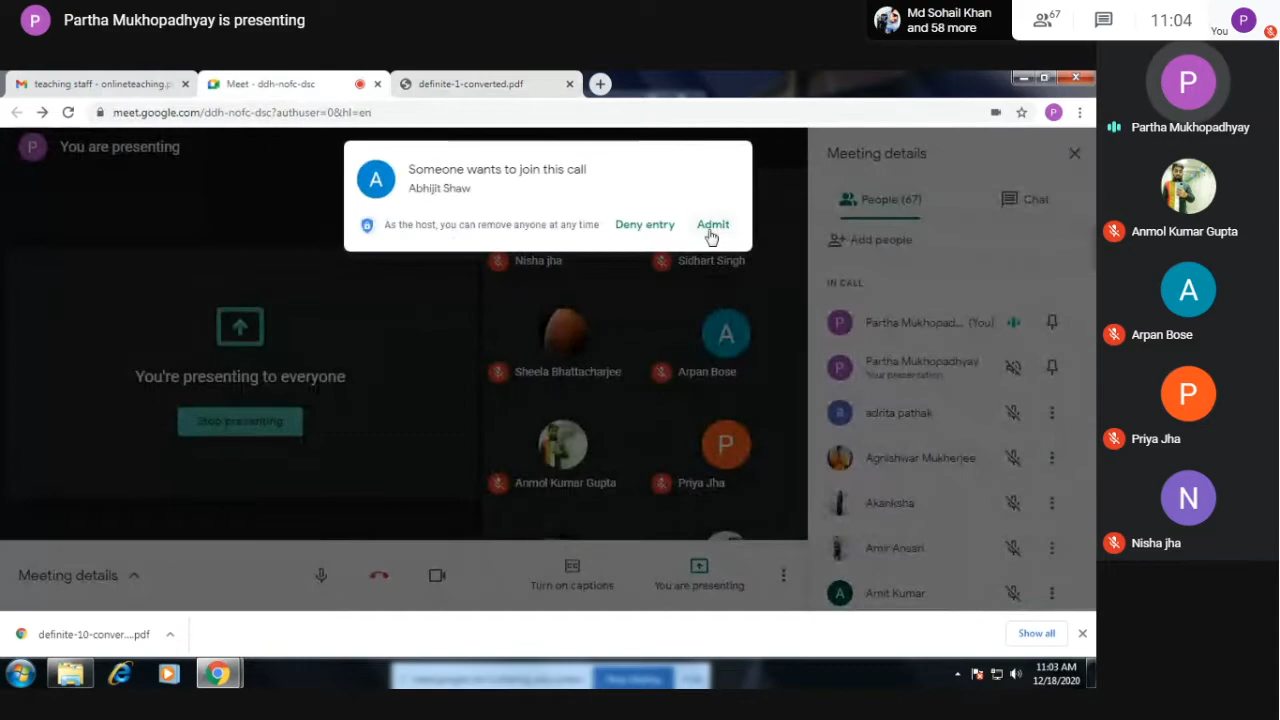 P
Partha Mukhopadhyay is presenting
Md Sohail Khan
and 58 more
67
11:04
You
P
teaching staff - onlineteaching.p
Meet - ddh-nofc-dsc
definite-1-converted.pdf
meet.google.com/ddh-nofc-dsc?authuser=0&hl=en
P
P
You are presenting
A
Someone wants to join this call
Abhijit Shaw
As the host, you can remove anyone at any time
Deny entry
Admit
Nisha jha
Sidhart Singh
You're presenting to everyone
Stop presenting
Sheela Bhattacharjee
A
Arpan Bose
Anmol Kumar Gupta
P
Priya Jha
Meeting details
People (67)
Chat
Add people
IN CALL
P
Partha Mukhopad... (You)
P
Partha Mukhopadhyay
Your presentation
a
adrita pathak
Agnishwar Mukherjee
Akanksha
Amir Ansari
A
Amit Kumar
Meeting details
CC
Turn on captions
You are presenting
definite-10-conver....pdf
Show all
11:03 AM
12/18/2020
P
Partha Mukhopadhyay
Anmol Kumar Gupta
A
Arpan Bose
P
Priya Jha
N
Nisha jha